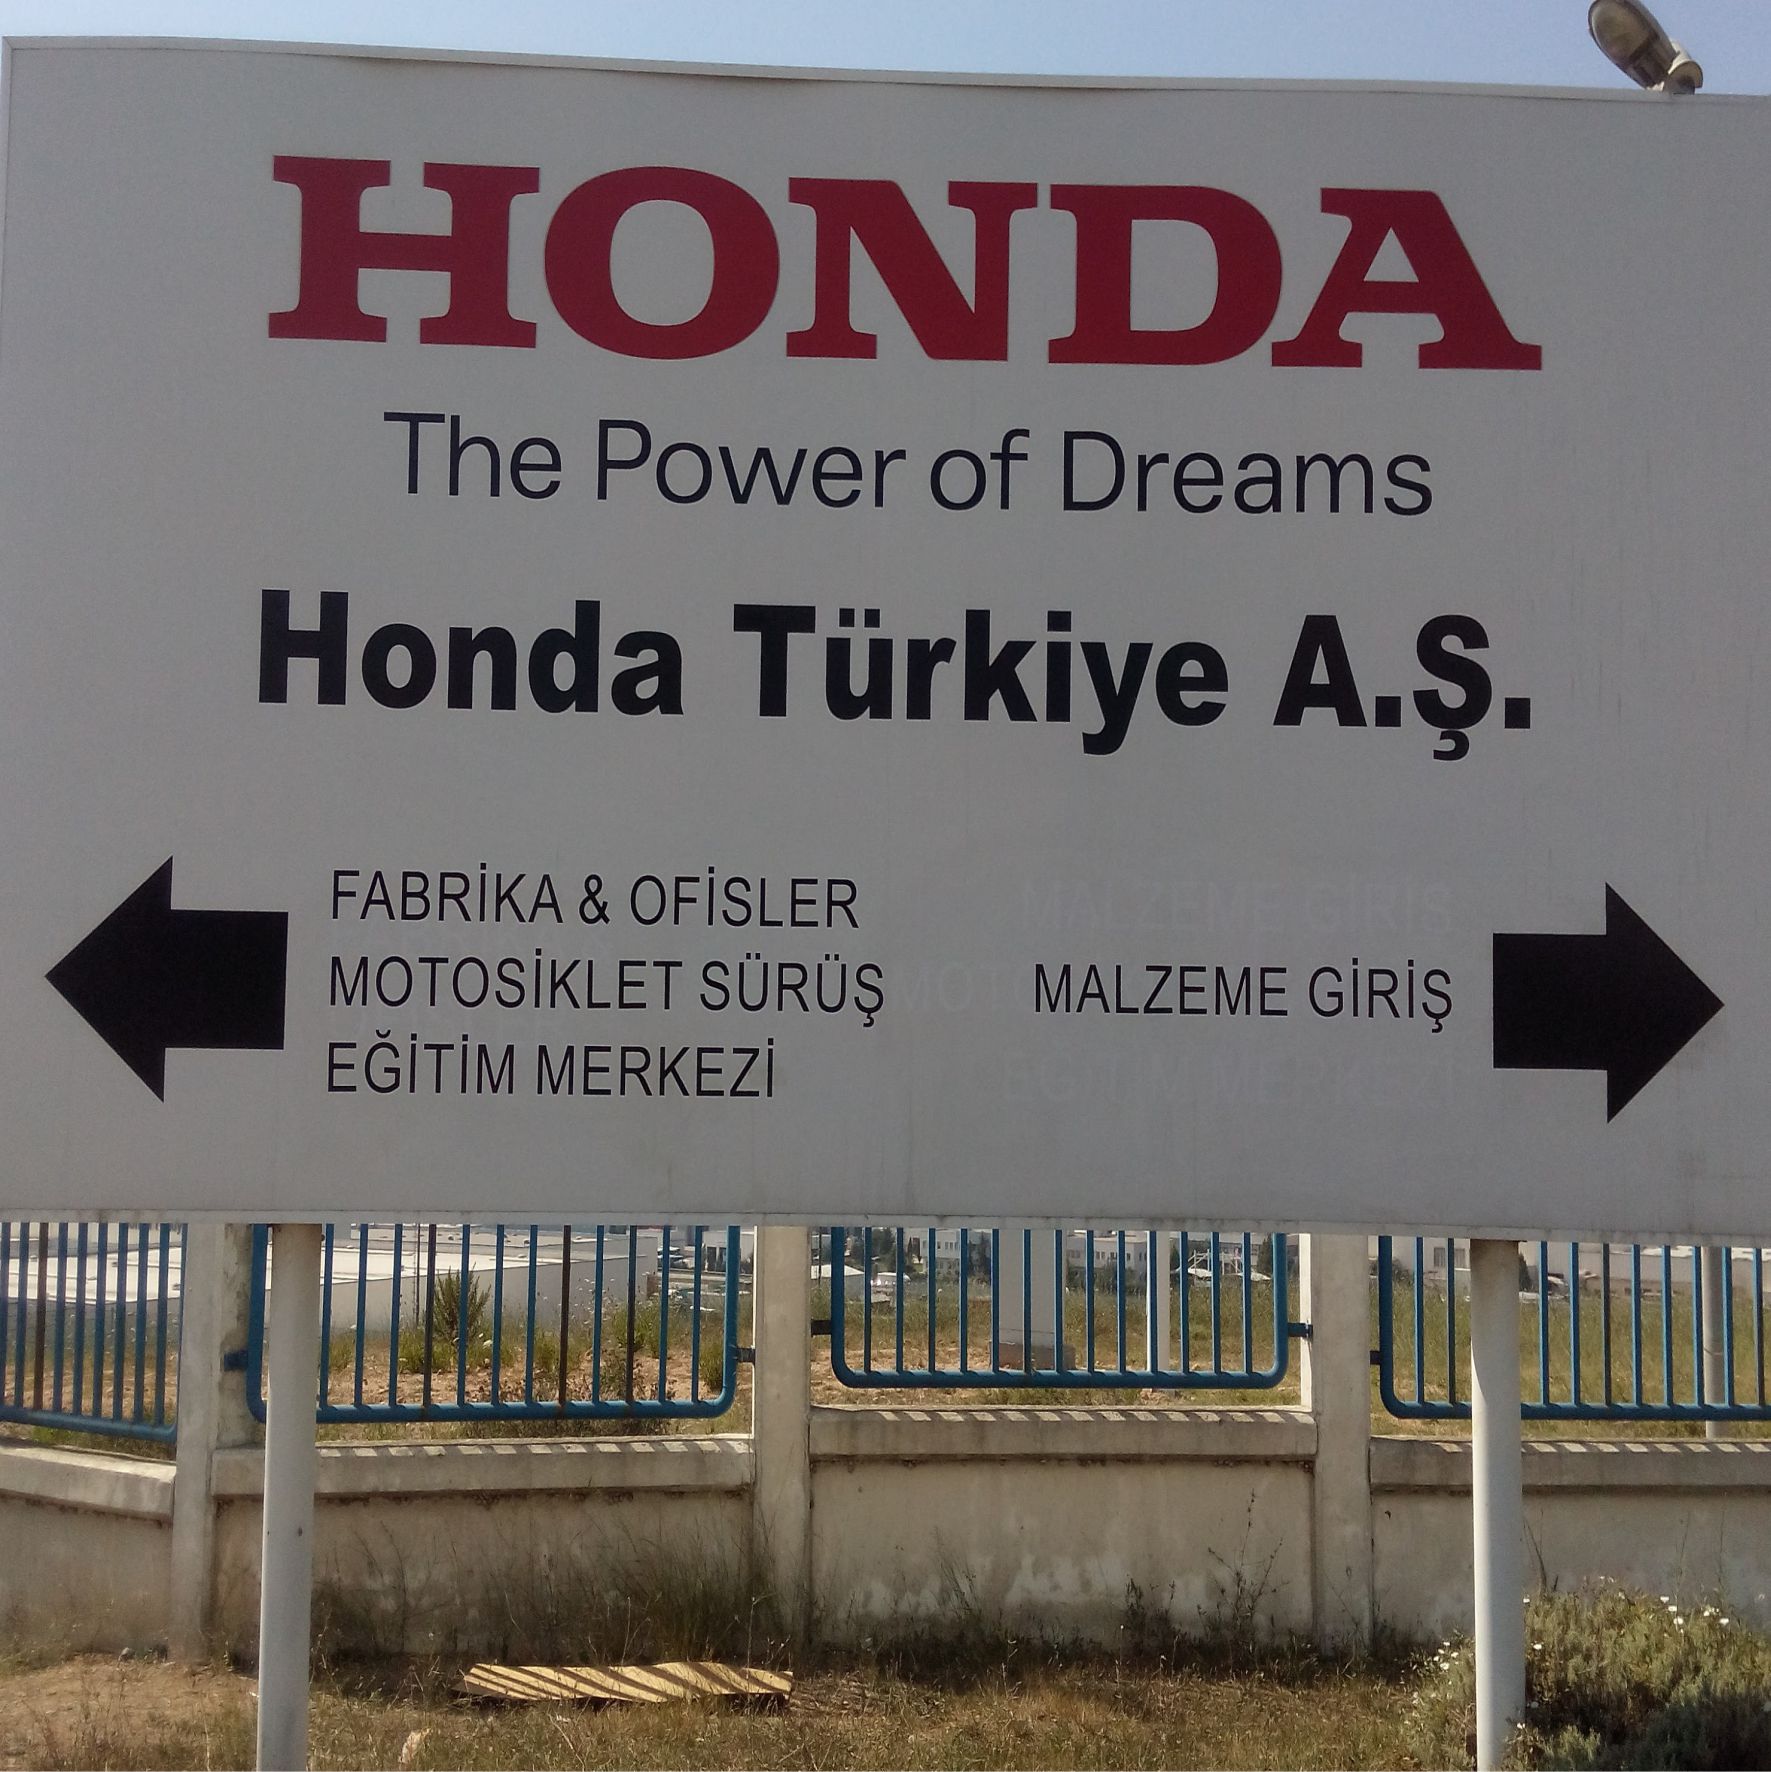 HONDA
The Power of Dreams
Honda Türkiye A.Ş.
FABRİKA & OFİSLER
MOTOSİKLET SÜRÜŞ
EĞİTİM MERKEZİ
MALZEME GİRİŞ